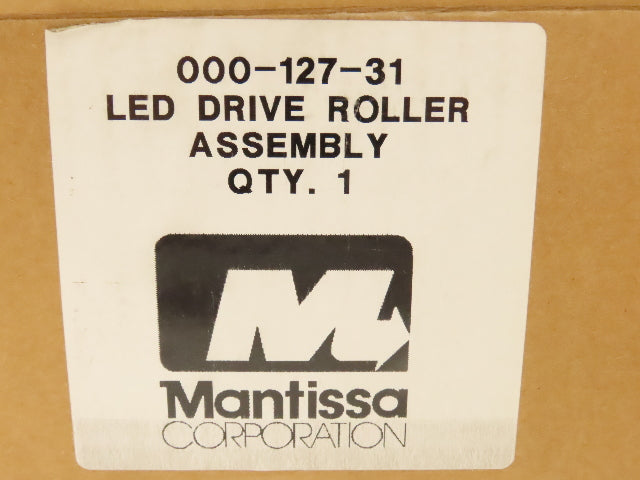 000-127-31
LED DRIVE ROLLER
ASSEMBLY
QTY. 1
M
Mantissa
CORPORATION